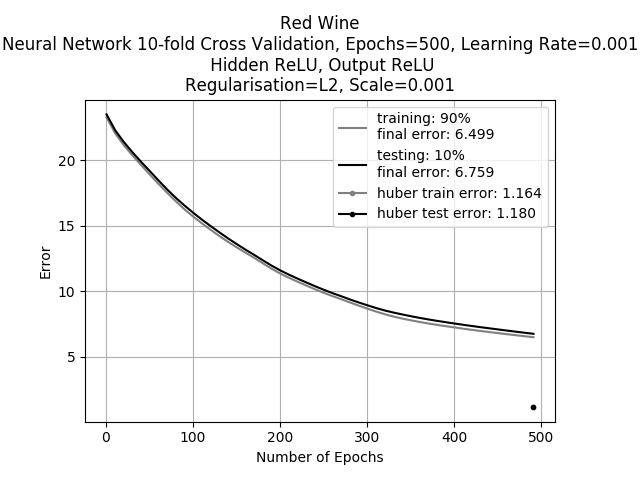 Red Wine
Neural Network 10-fold Cross Validation, Epochs=500, Learning Rate=0.001
Hidden ReLU, Output ReLU
Regularisation=L2, Scale=0.001
training: 90%
final error: 6.499
testing: 10%
final error: 6.759
huber train error: 1.164
huber test error: 1.180
20
15
10
5
Error
0 100 200 300 400 500
Number of Epochs